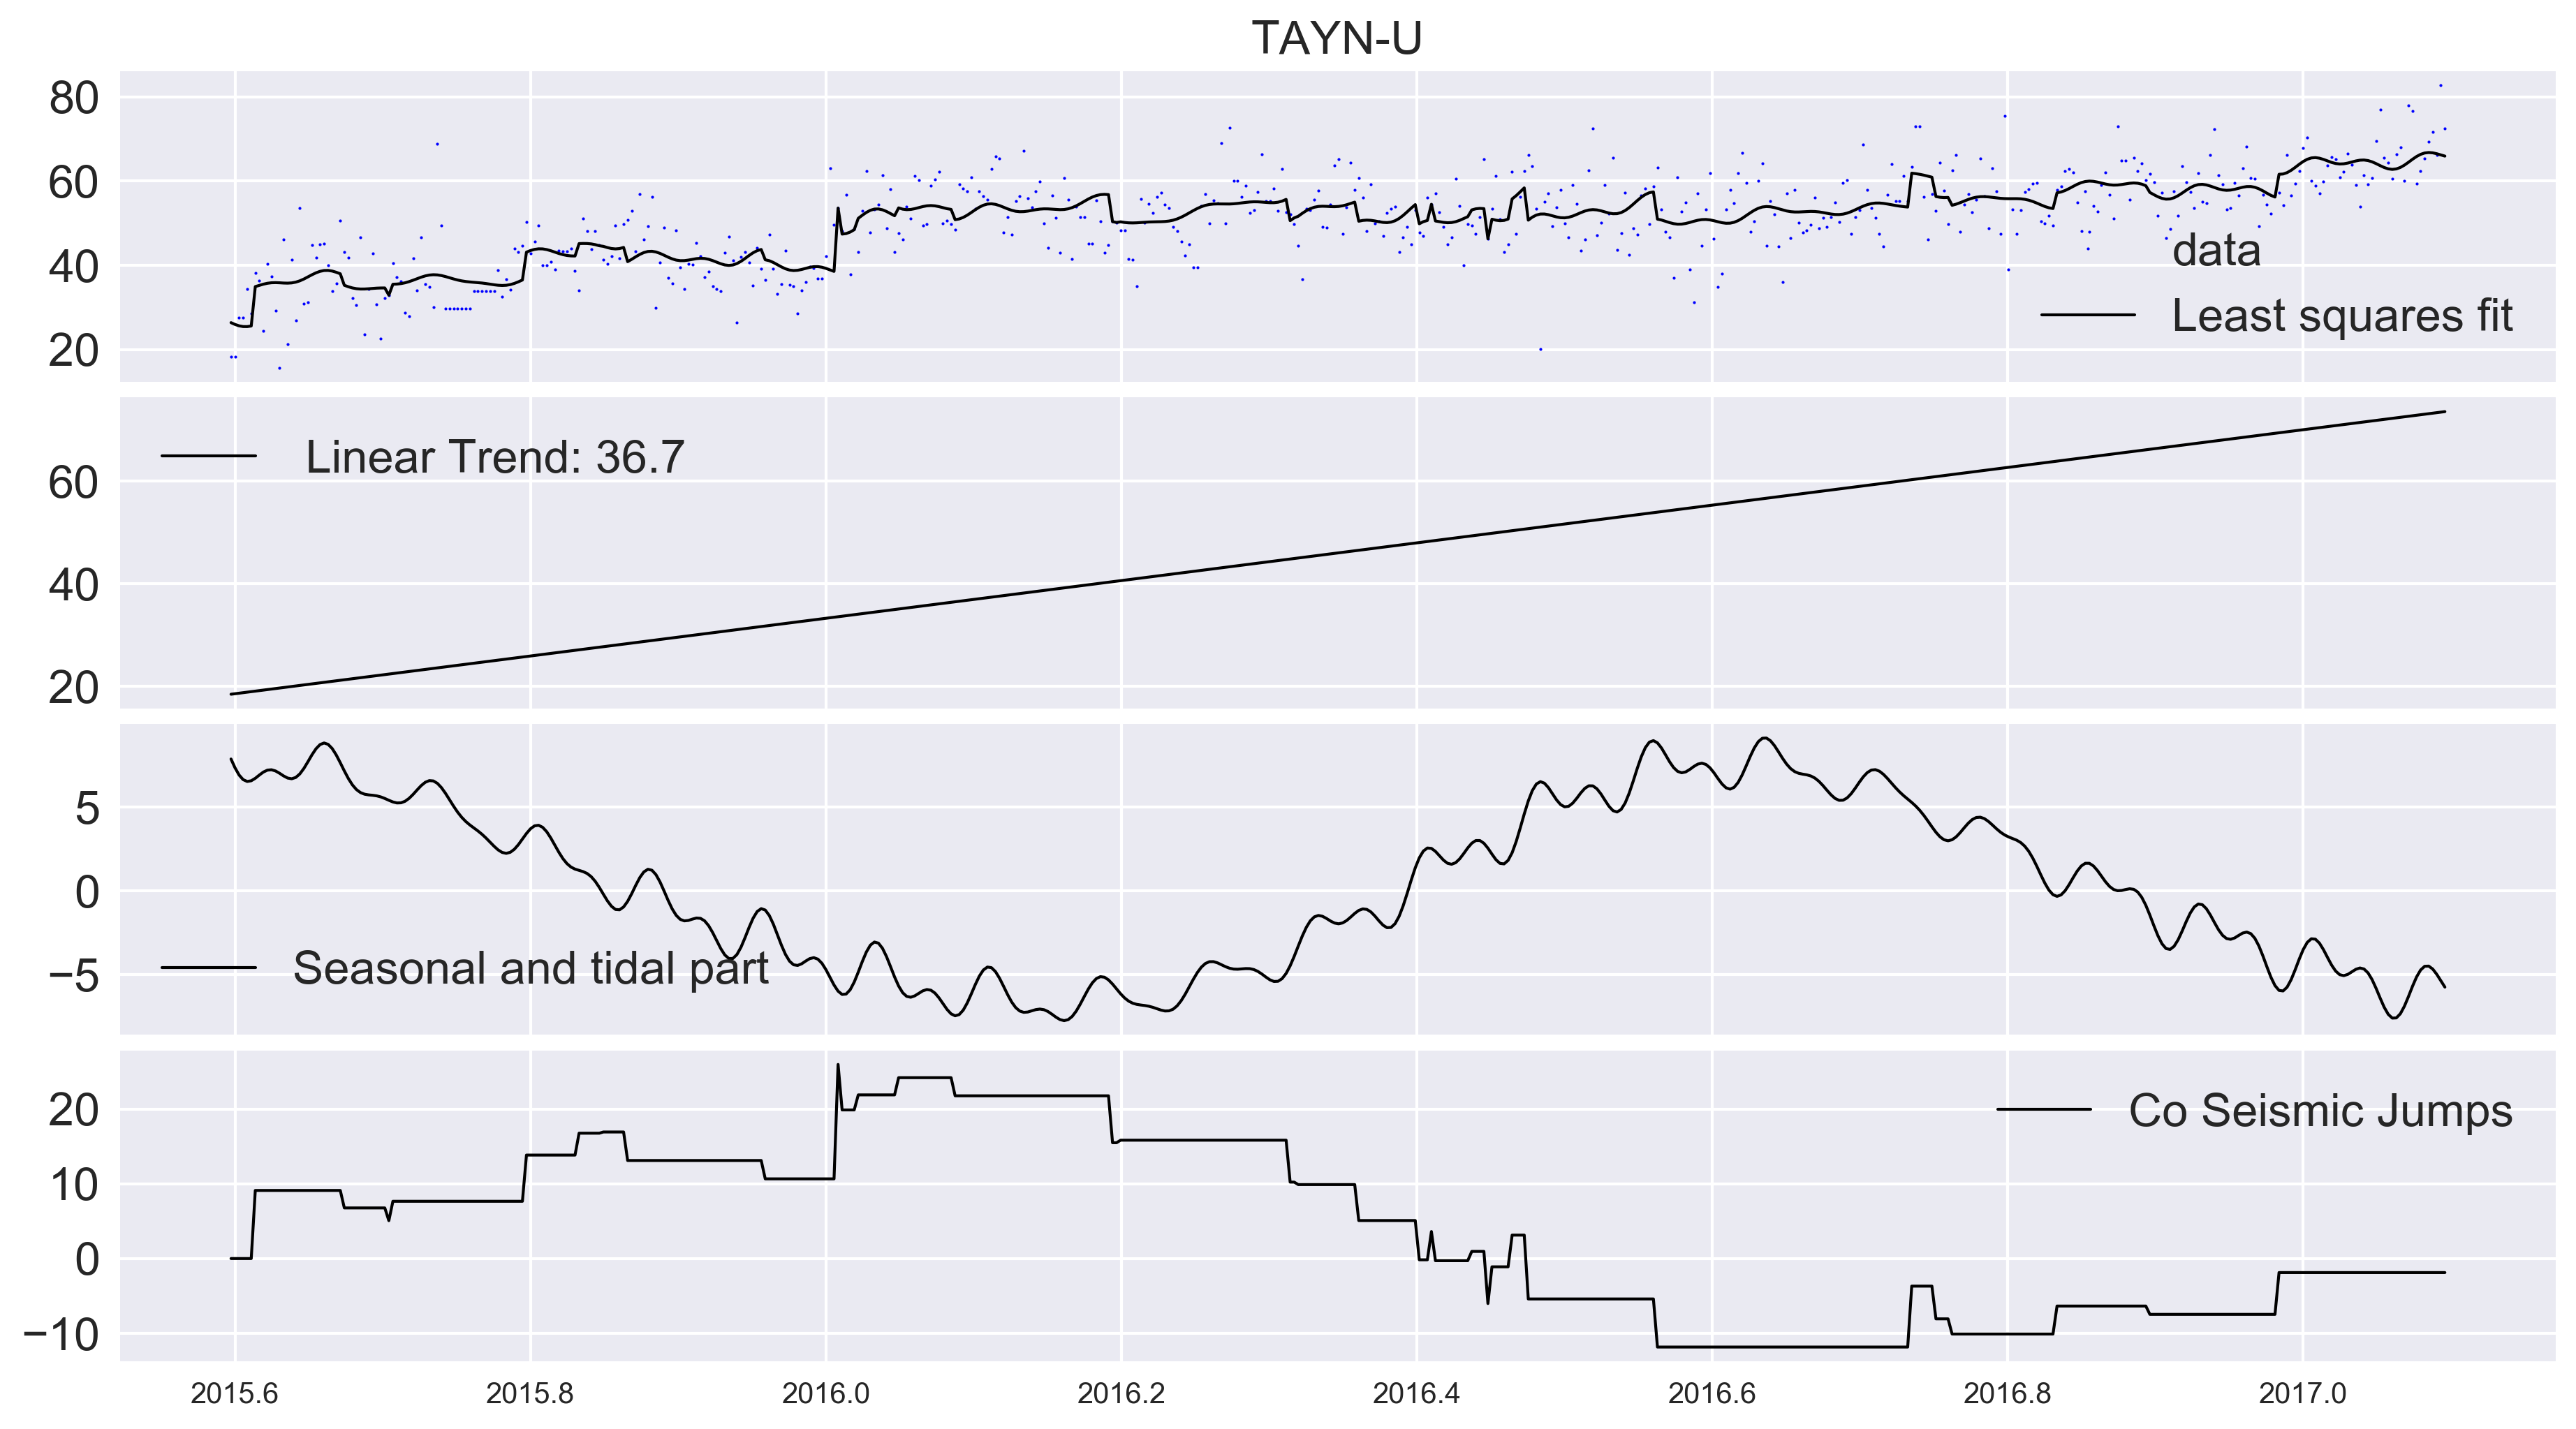 TAYN-U
80
60
40
20
data
Least squares fit
Linear Trend: 36.7
60
40
20
5
0
−5
Seasonal and tidal part
20
10
0
−10
Co Seismic Jumps
2015.6 2015.8 2016.0 2016.2 2016.4 2016.6 2016.8 2017.0